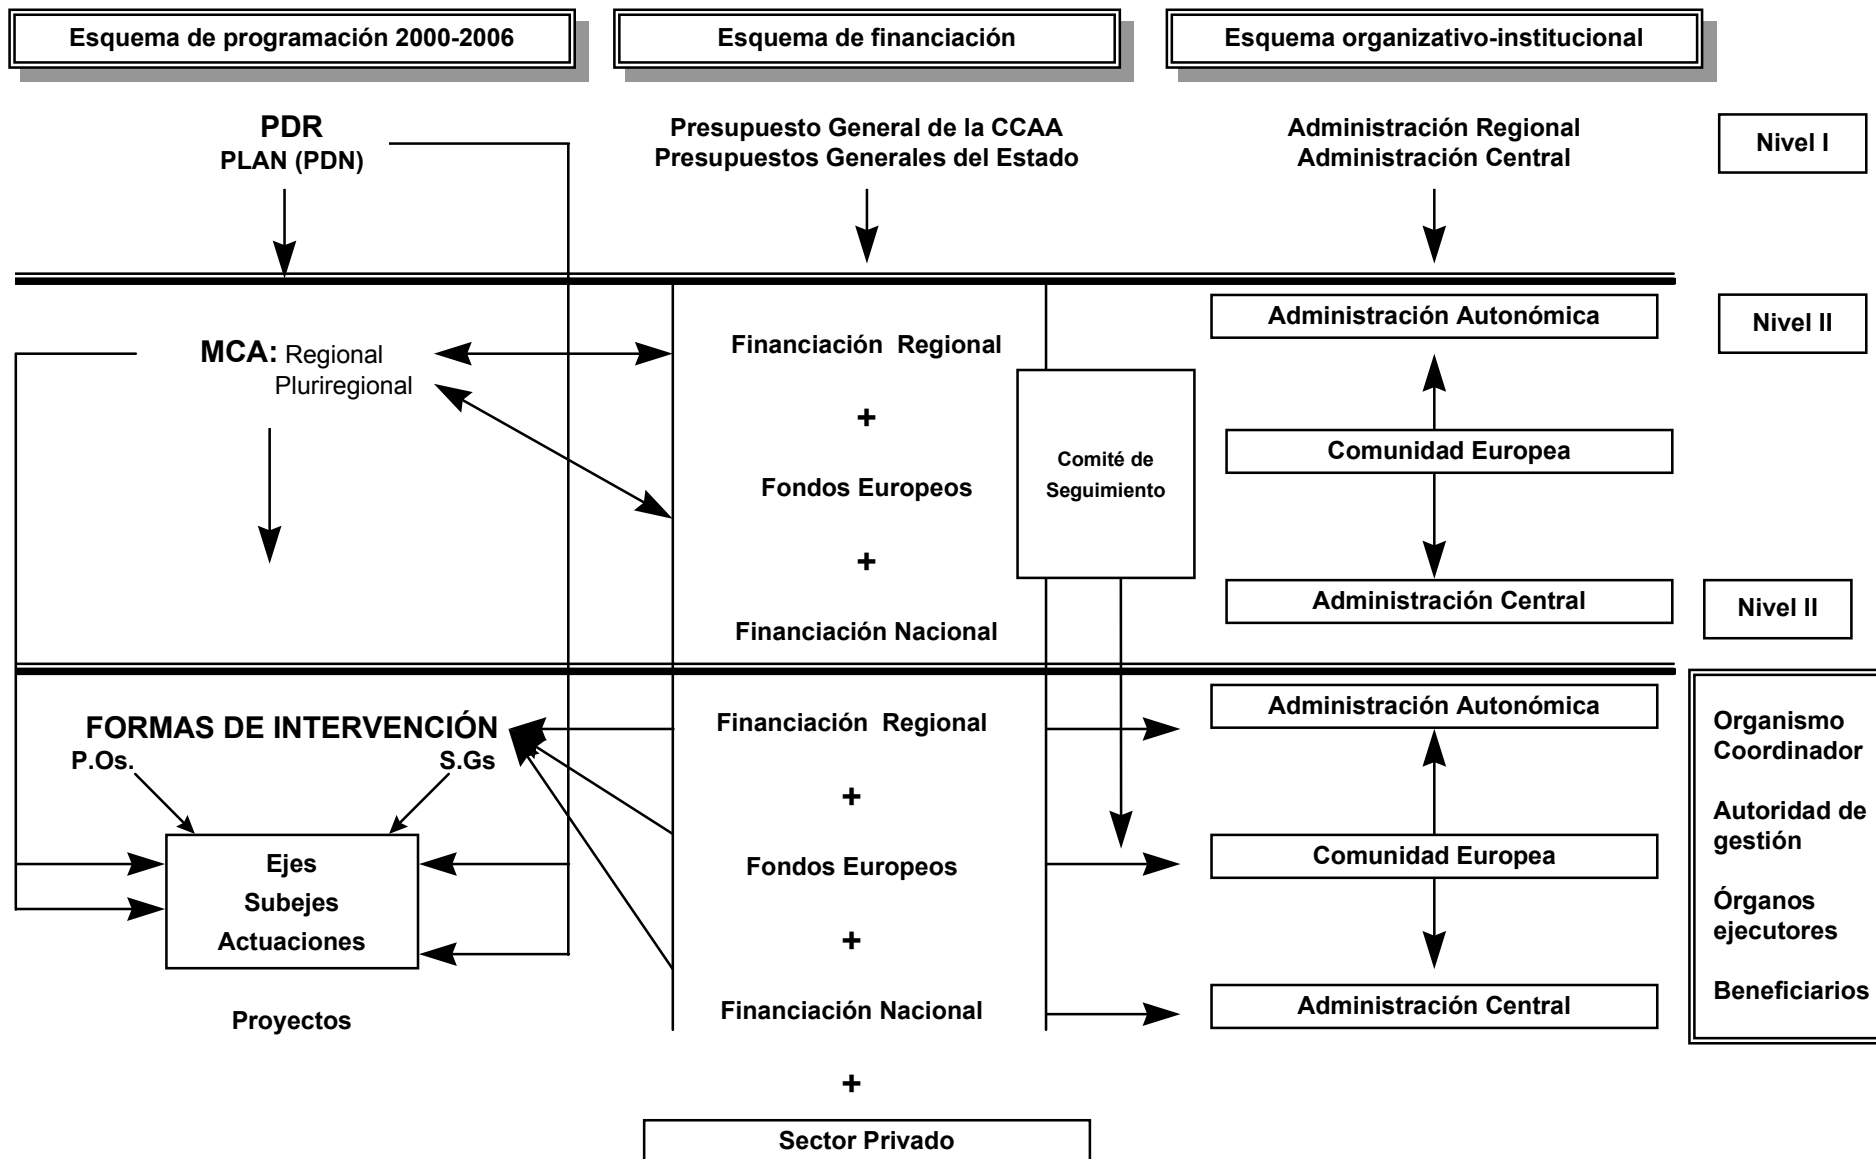 Esquema de programación 2000-2006
Esquema de financiación
Esquema organizativo-institucional
PDR
PLAN (PDN)
Presupuesto General de la CCAA
Presupuestos Generales del Estado
Administración Regional
Administración Central
Nivel I
MCA: Regional
Pluriregional
Financiación Regional
+
Fondos Europeos
+
Financiación Nacional
Comité de
Seguimiento
Administración Autonómica
Comunidad Europea
Administración Central
Nivel II
Nivel II
FORMAS DE INTERVENCIÓN
P.Os.
S.Gs
Ejes
Subejes
Actuaciones
Proyectos
Financiación Regional
+
Fondos Europeos
+
Financiación Nacional
+
Sector Privado
Administración Autonómica
Comunidad Europea
Administración Central
Organismo
Coordinador
Autoridad de
gestión
Órganos
ejecutores
Beneficiarios